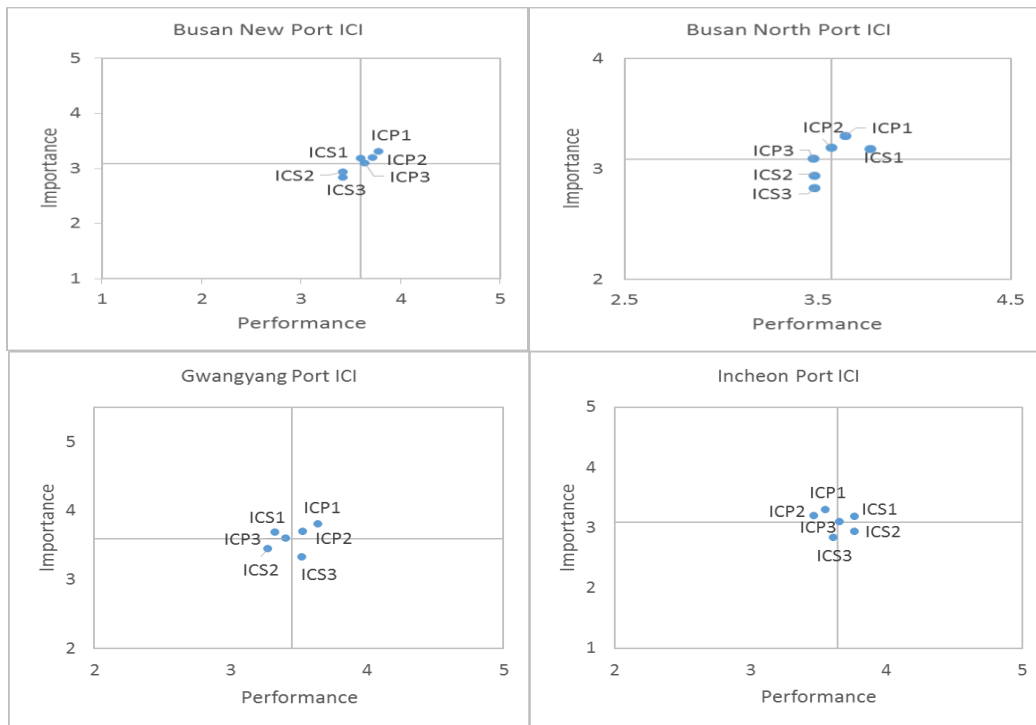 Busan New Port ICI
5
4
3
2
1
Importance
ICP1
ICS1
ICP2
ICS2
ICP3
ICS3
1
2
3
4
5
Performance
Busan North Port ICI
4
3
2
Importance
ICP2
ICP1
ICP3
ICS1
ICS2
ICS3
2.5
3.5
4.5
Performance
Gwangyang Port ICI
5
4
3
2
Importance
ICP1
ICS1
ICP3
ICP2
ICS2
ICS3
2
3
4
5
Performance
Incheon Port ICI
5
4
3
2
1
Importance
ICP1
ICP2
ICS1
ICP3
ICS2
ICS3
2
3
4
5
Performance